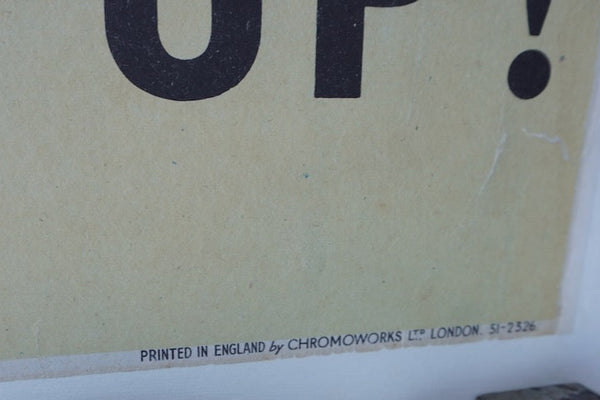 UP!
PRINTED IN ENGLAND by CHROMOWORKS LTD LONDON. 51-2326